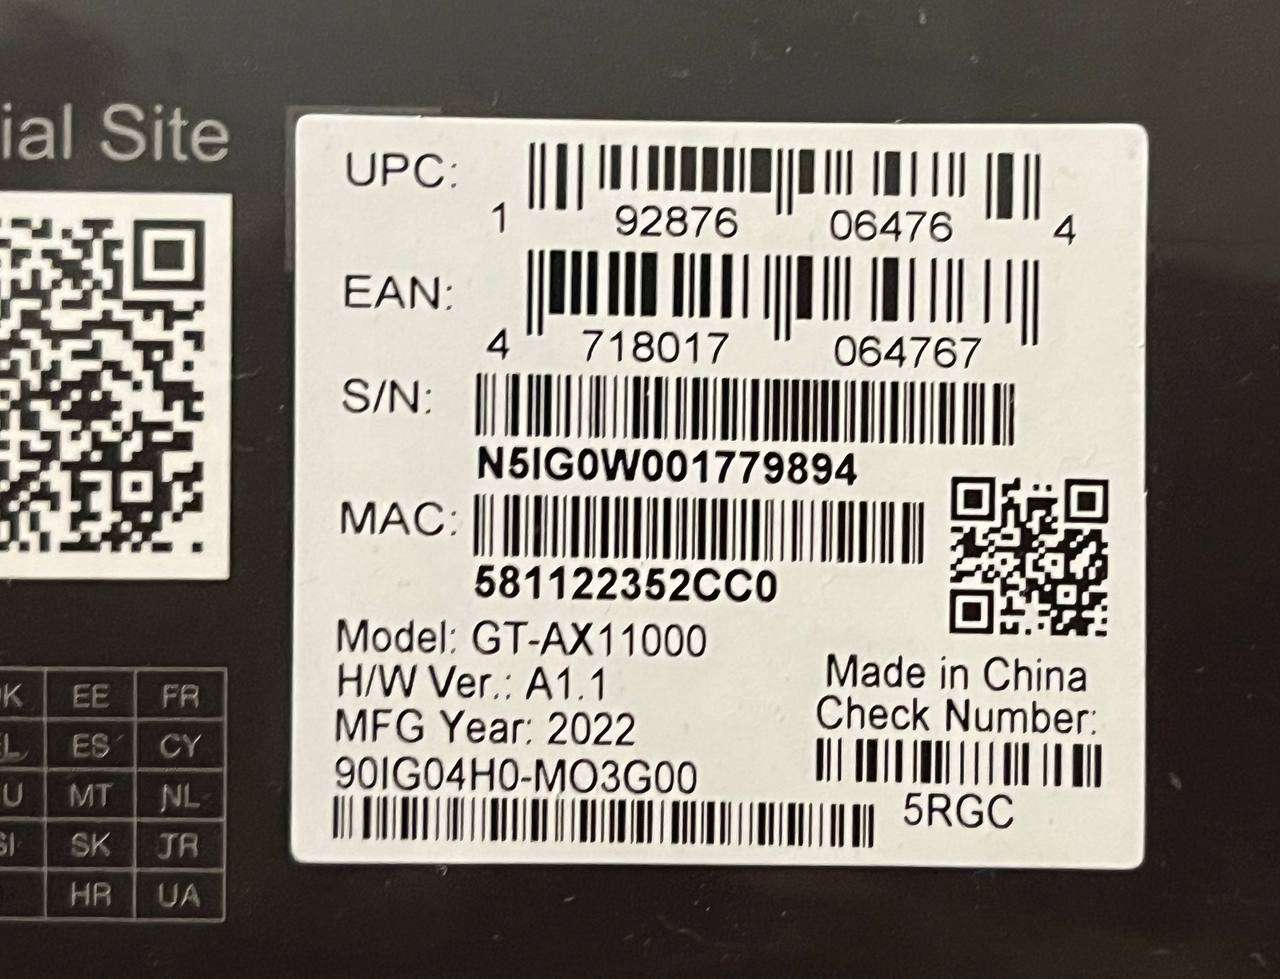 ial Site
UPC:
1 92876 06476 4
EAN:
4 718017 064767
S/N:
N5IG0W001779894
MAC:
581122352CC0
Model: GT-AX11000
H/W Ver.: A1.1
MFG Year: 2022
90IG04H0-MO3G00
Made in China
Check Number:
5RGC
K EE FR
L ES CY
U MT NL
SI SK JR
HR UA